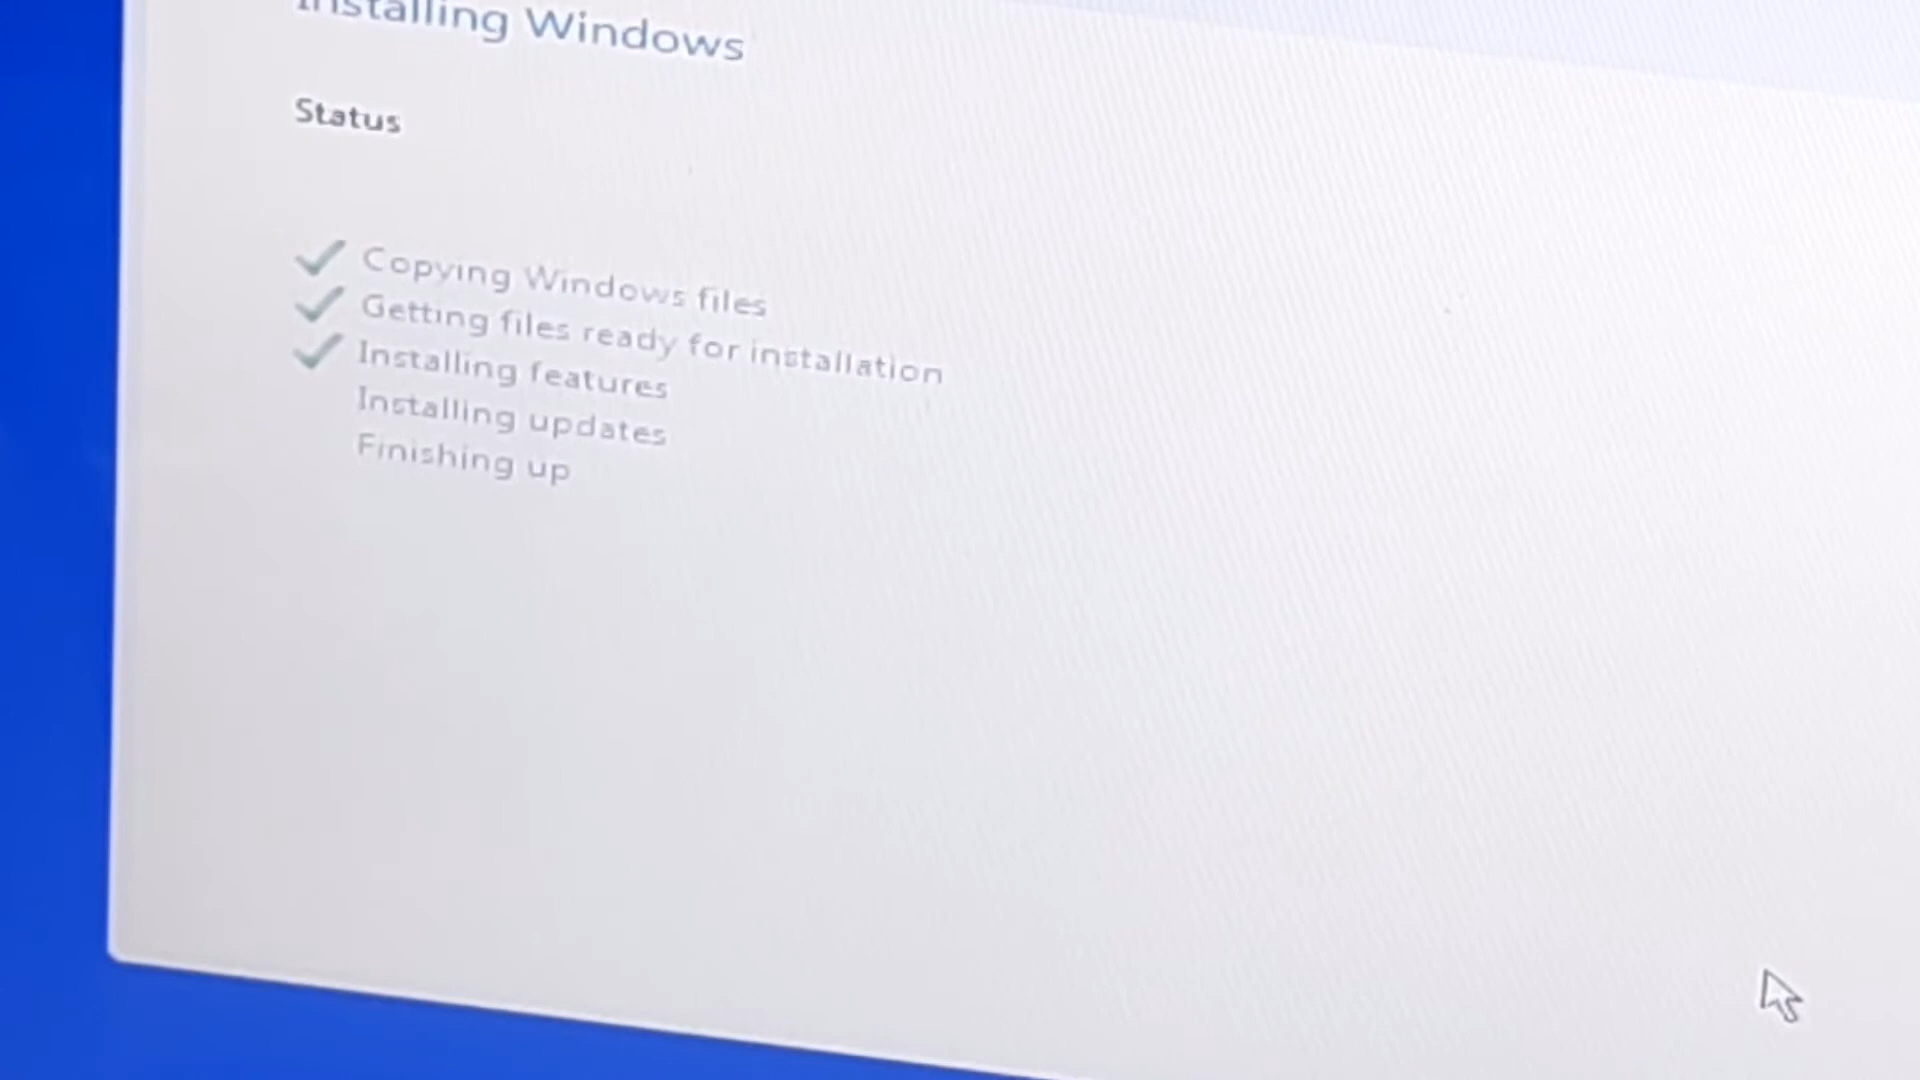 Installing Windows
Status
Copying Windows files
Getting files ready for installation
Installing features
Installing updates
Finishing up